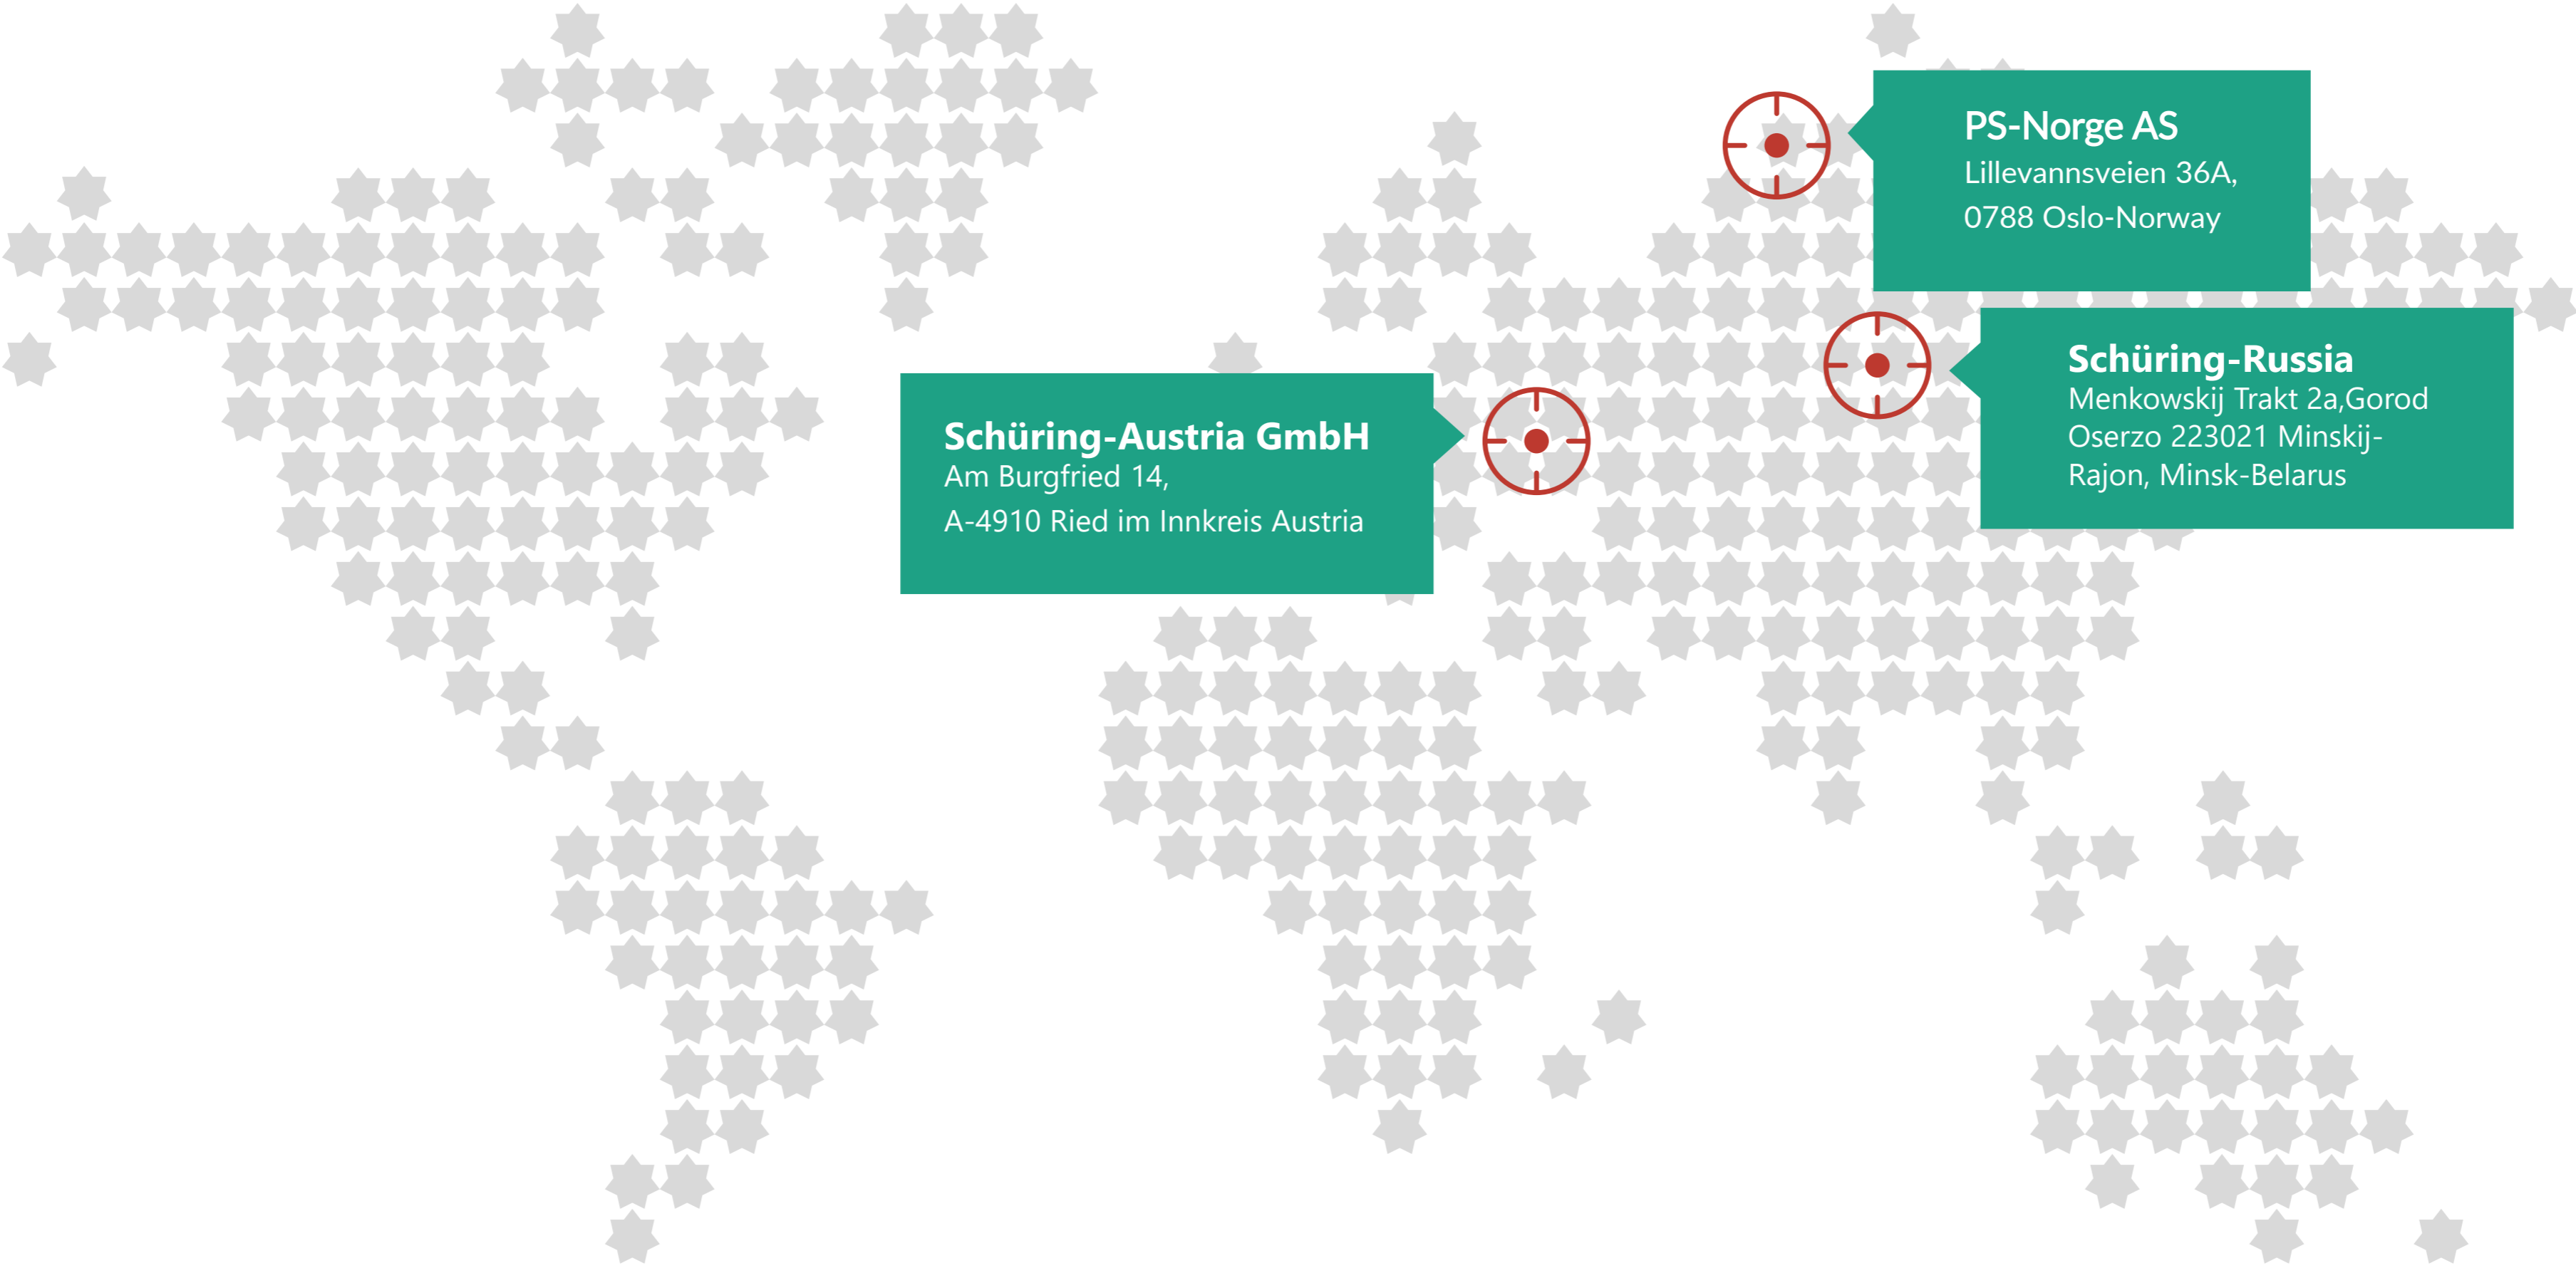 PS-Norge AS
Lillevannsveien 36A,
0788 Oslo-Norway
Schüring-Russia
Menkowskij Trakt 2a,Gorod
Oserzo 223021 Minskij-
Rajon, Minsk-Belarus
Schüring-Austria GmbH
Am Burgfried 14,
A-4910 Ried im Innkreis Austria